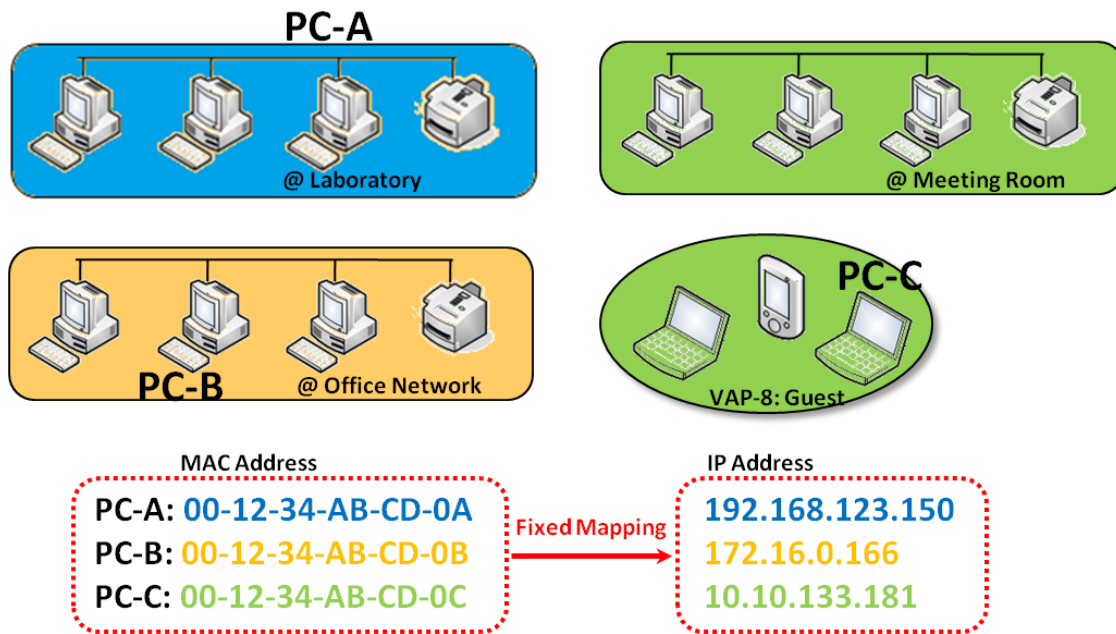 PC-A
@ Laboratory
@ Meeting Room
PC-B
@ Office Network
PC-C
VAP-8: Guest
MAC Address
PC-A: 00-12-34-AB-CD-0A
PC-B: 00-12-34-AB-CD-0B
PC-C: 00-12-34-AB-CD-0C
Fixed Mapping
IP Address
192.168.123.150
172.16.0.166
10.10.133.181